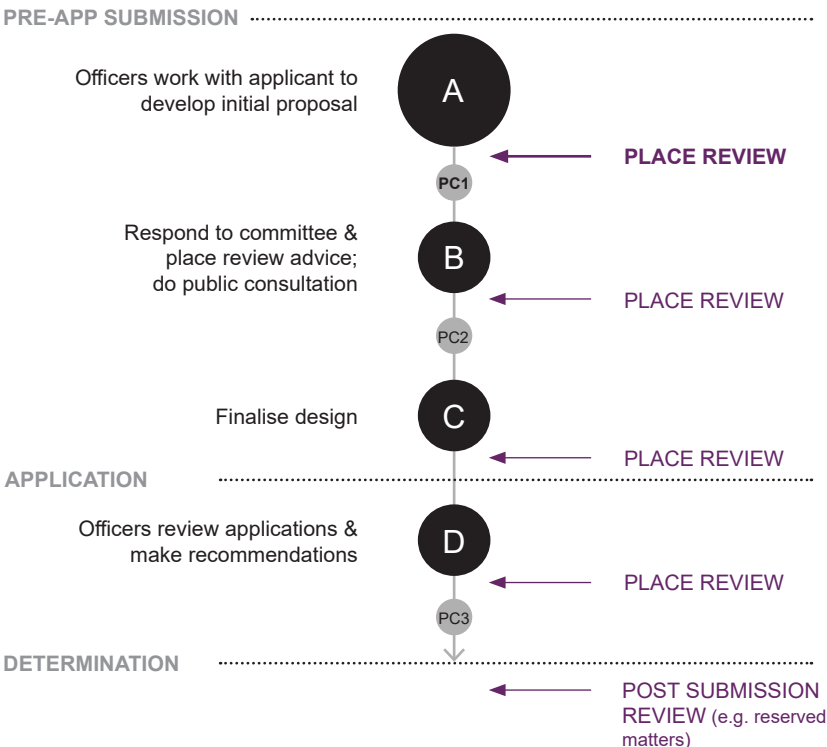 PRE-APP SUBMISSION
Officers work with applicant to
develop initial proposal
A
PLACE REVIEW
PC1
Respond to committee &
place review advice;
do public consultation
B
PLACE REVIEW
PC2
Finalise design
C
PLACE REVIEW
APPLICATION
Officers review applications &
make recommendations
D
PLACE REVIEW
PC3
DETERMINATION
POST SUBMISSION
REVIEW (e.g. reserved
matters)